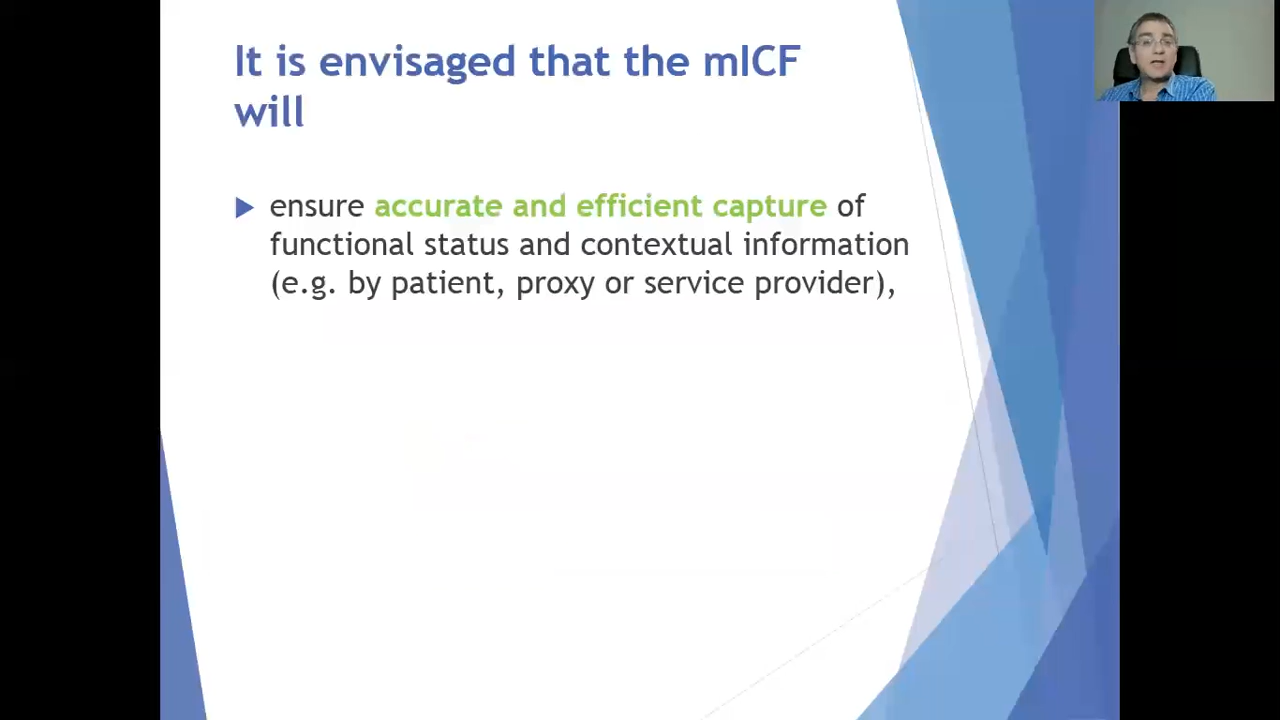 It is envisaged that the mICF
will
ensure accurate and efficient capture of
functional status and contextual information
(e.g. by patient, proxy or service provider),